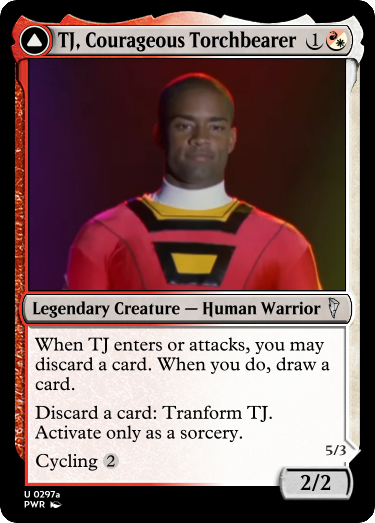 TJ, Courageous Torchbearer 1
Legendary Creature — Human Warrior
When TJ enters or attacks, you may
discard a card. When you do, draw a
card.
Discard a card: Tranform TJ.
Activate only as a sorcery.
5/3
Cycling 2
2/2
U 0297a
PWR